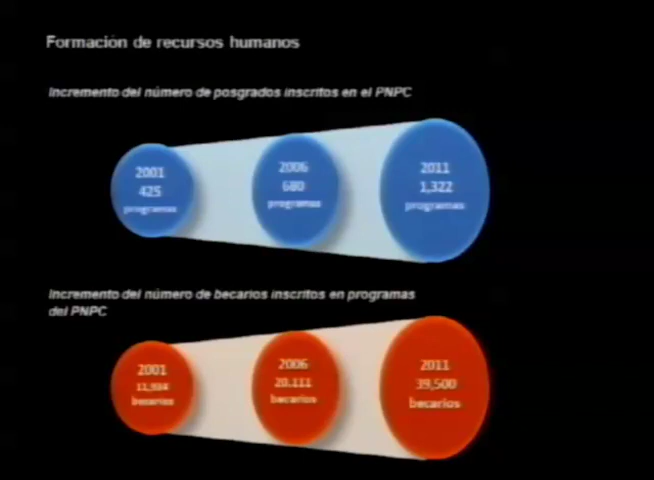 Formación de recursos humanos
Incremento del número de posgrados inscritos en el PNPC
2001
425
programas
2006
680
programas
2011
1,322
programas
Incremento del número de becarios inscritos en programas
del PNPC
2001
becarios
2006
20,111
becarios
2011
39,500
becarios